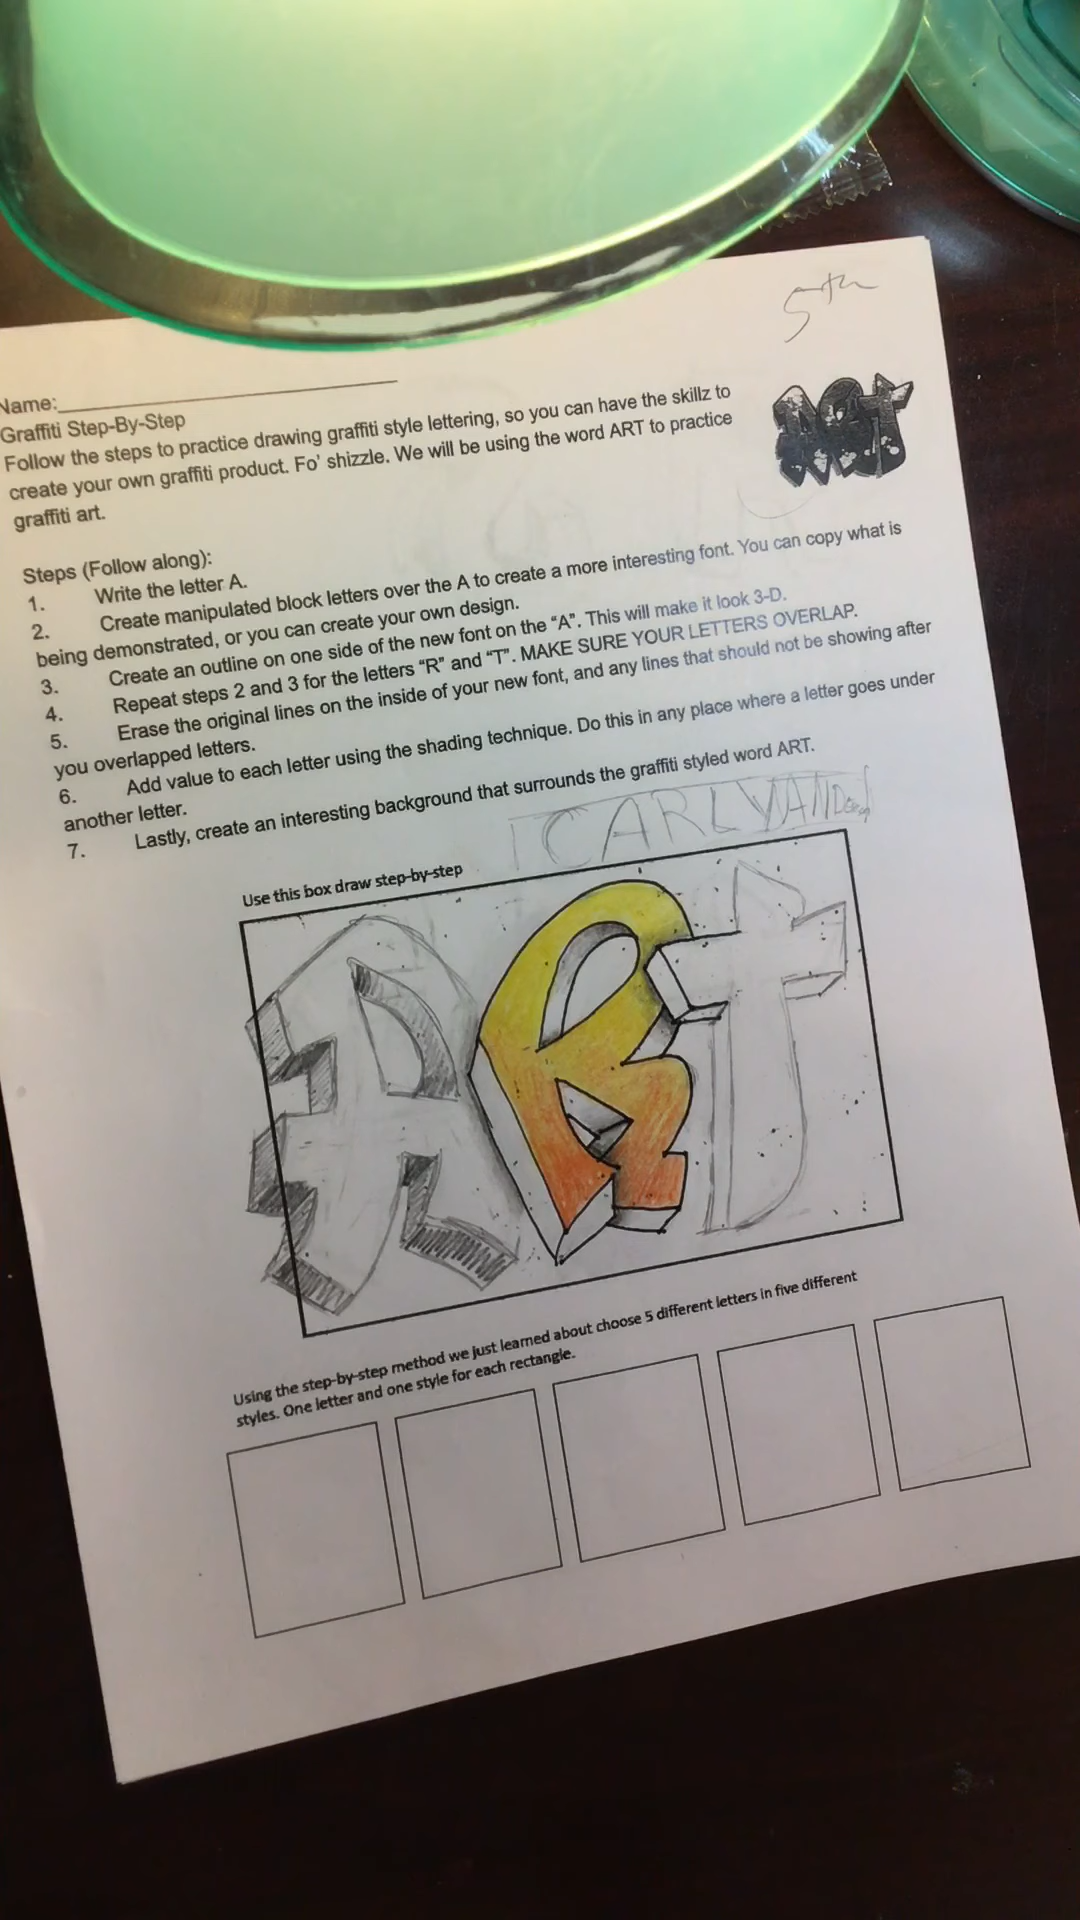 5th
Name:
Graffiti Step-By-Step
Follow the steps to practice drawing graffiti style lettering, so you can have the skillz to
create your own graffiti product. Fo' shizzle. We will be using the word ART to practice
graffiti art.
ART
Steps (Follow along):
1. Write the letter A.
2. Create manipulated block letters over the A to create a more interesting font. You can copy what is
being demonstrated, or you can create your own design.
3. Create an outline on one side of the new font on the “A”. This will make it look 3-D.
4. Repeat steps 2 and 3 for the letters “R” and “T”. MAKE SURE YOUR LETTERS OVERLAP.
5. Erase the original lines on the inside of your new font, and any lines that should not be showing after
you overlapped letters.
6. Add value to each letter using the shading technique. Do this in any place where a letter goes under
another letter.
7. Lastly, create an interesting background that surrounds the graffiti styled word ART.
CARLY AND
Use this box draw step-by-step
ART
Using the step-by-step method we just learned about choose 5 different letters in five different
styles. One letter and one style for each rectangle.